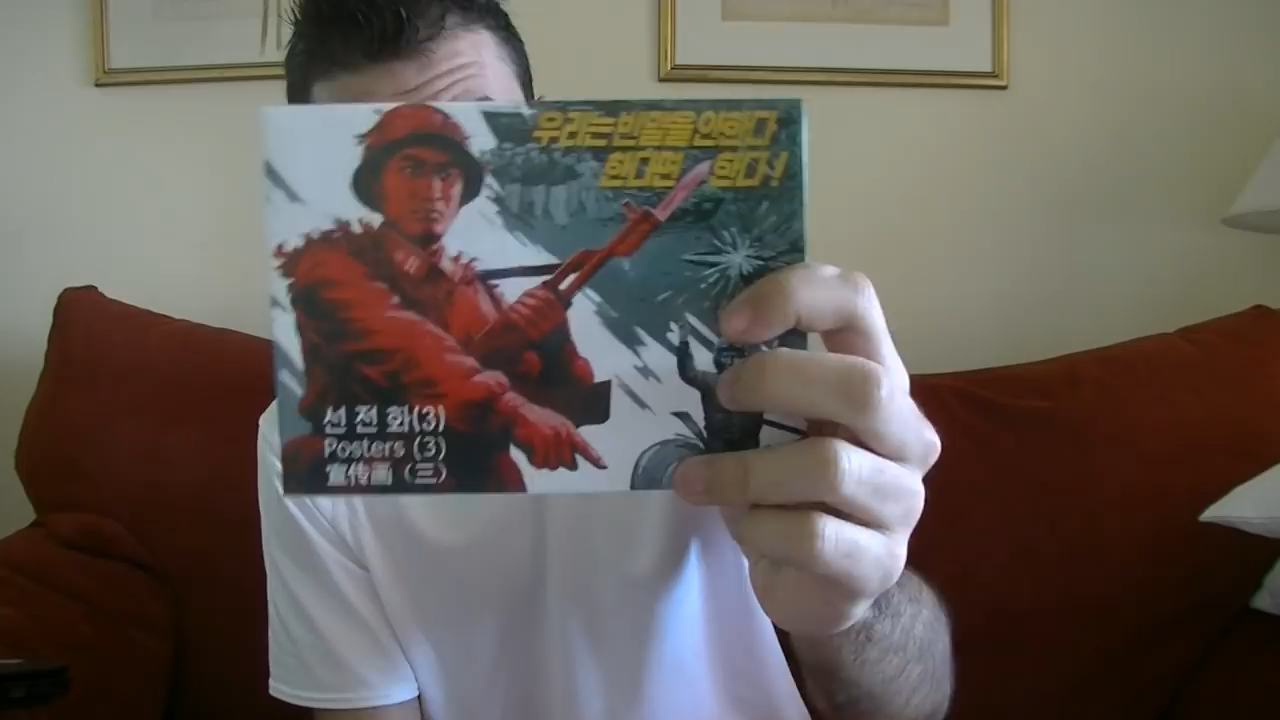 우리는 빈말을 안한다
한다면 한다!
선 전 화(3)
Posters (3)
宣传画（三）